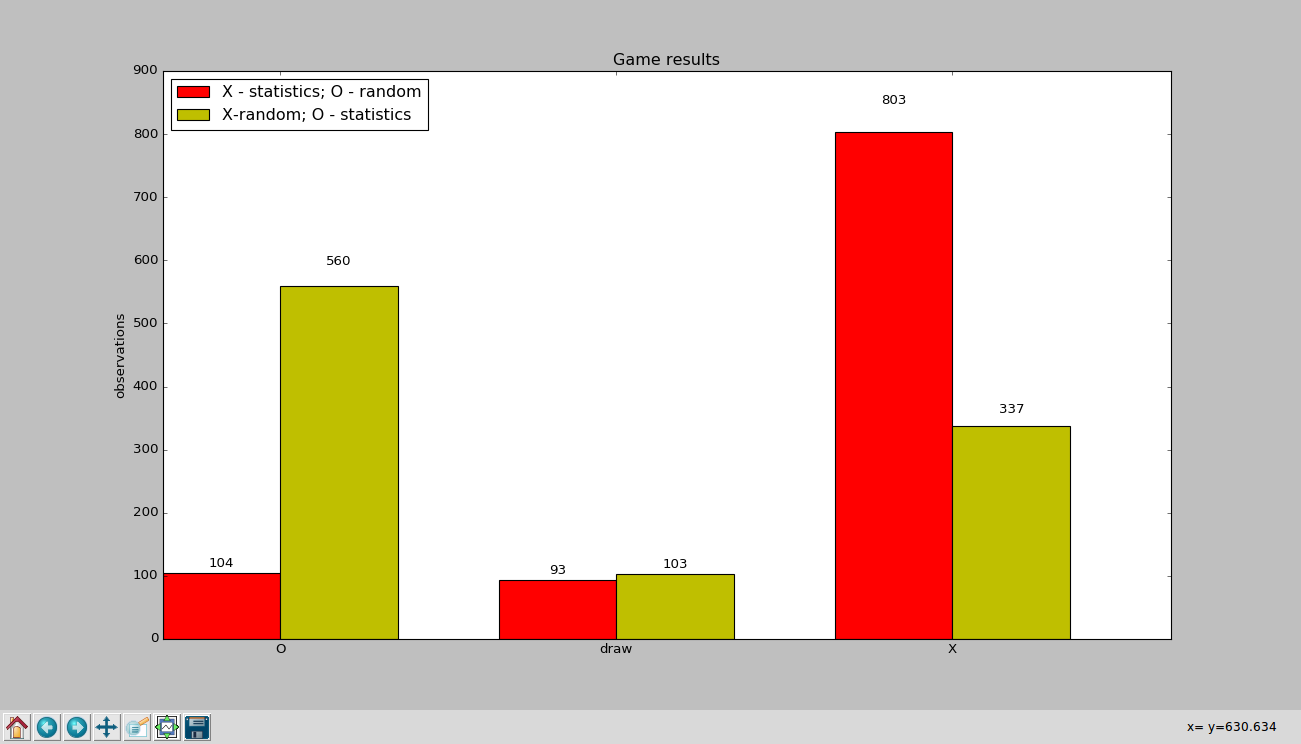 Game results
900
X - statistics; O - random
X-random; O - statistics
803
800
700
600
560
500
observations
400
337
300
200
104
93
103
100
0
O
draw
X
x= y=630.634